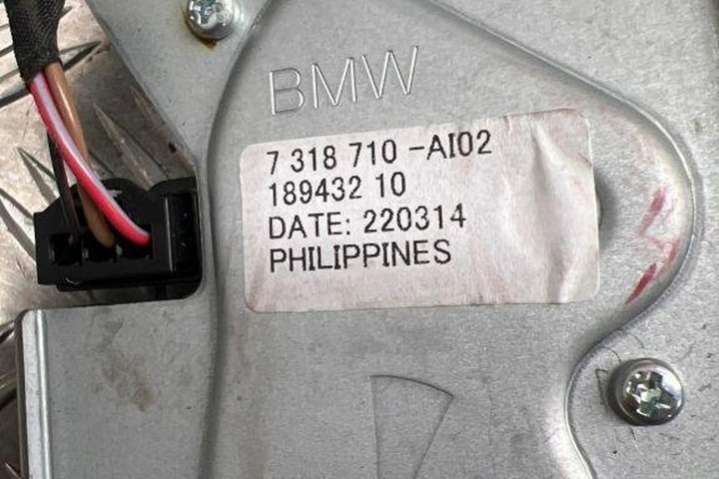 BMW
7 318 710 -AI02
189432 10
DATE: 220314
PHILIPPINES